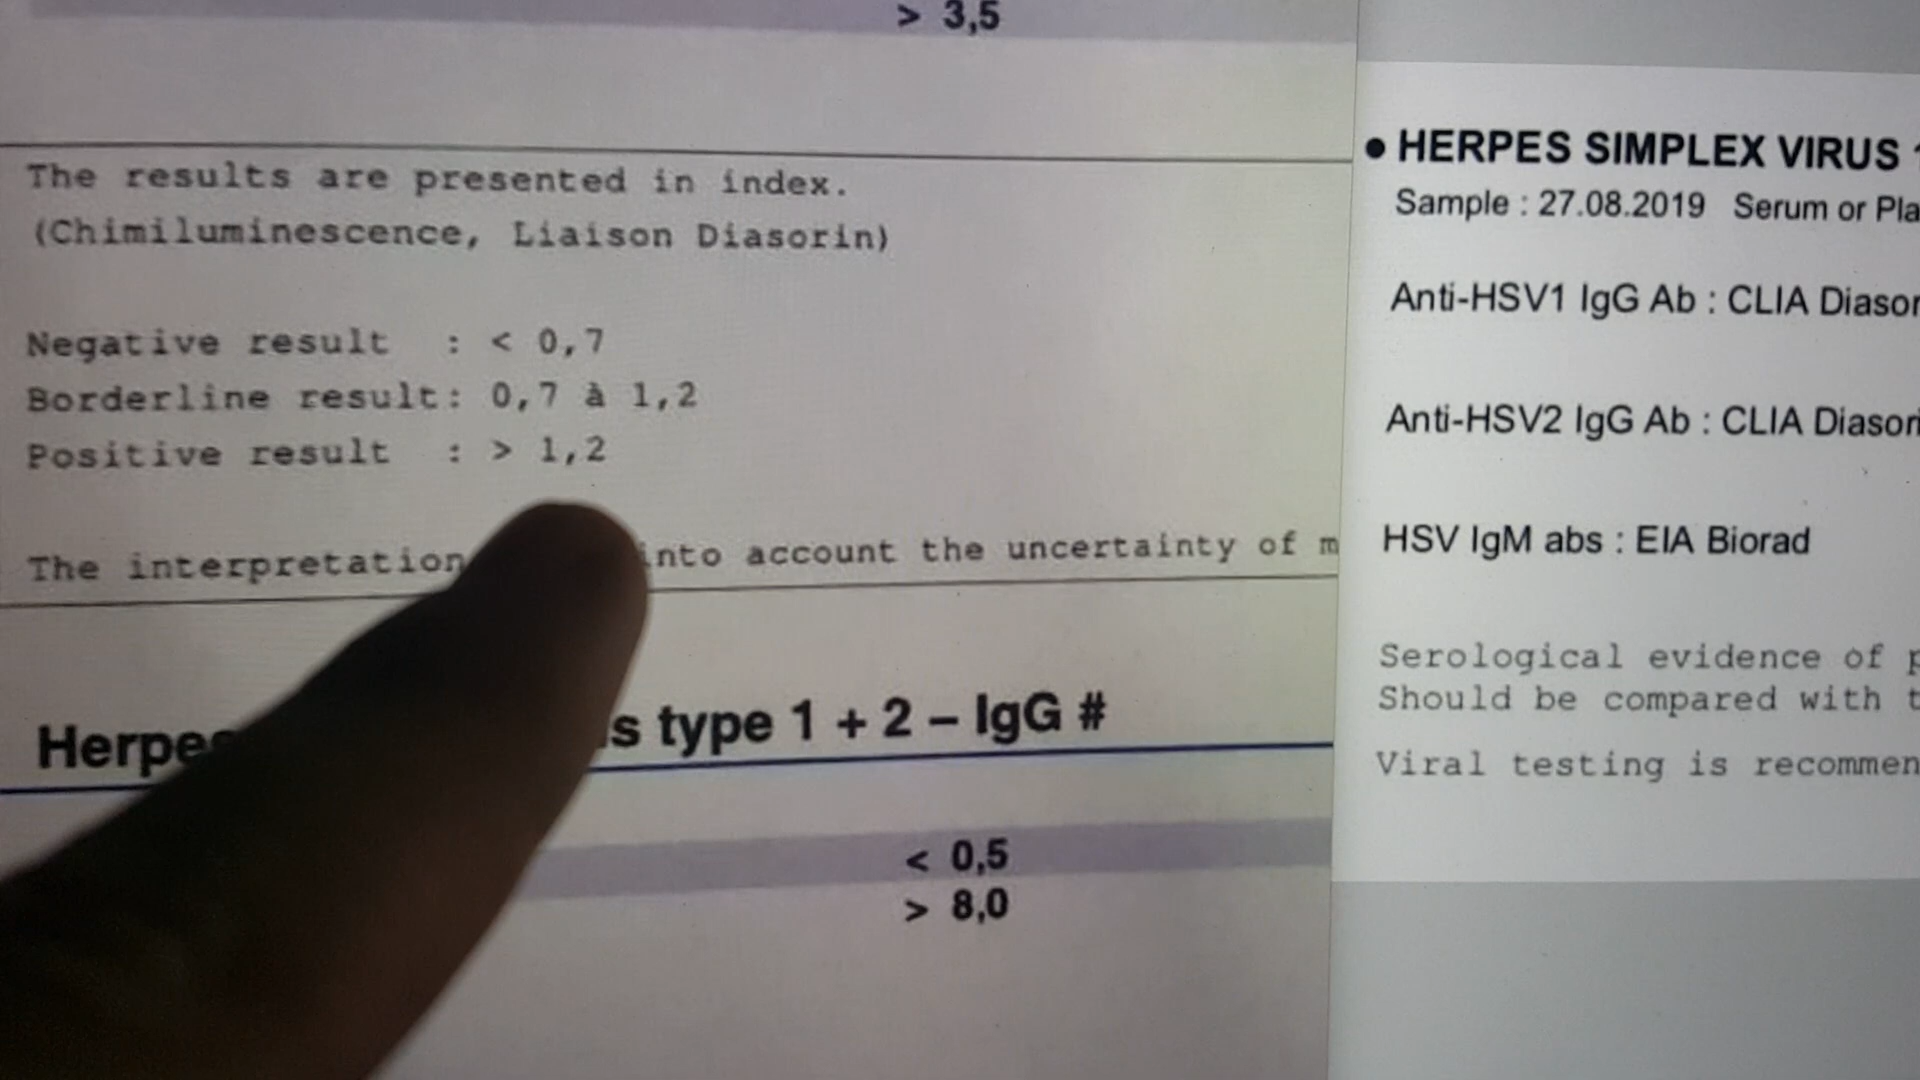 > 3,5
The results are presented in index.
(Chimiluminescence, Liaison Diasorin)
Negative result : < 0,7
Borderline result: 0,7 à 1,2
Positive result : > 1,2
The interpretation into account the uncertainty of
type 1 + 2 – IgG #
< 0,5
> 8,0
● HERPES SIMPLEX VIRUS
Sample : 27.08.2019 Serum or
Anti-HSV1 IgG Ab : CLIA
Anti-HSV2 IgG Ab : CLIA
HSV IgM abs : EIA Biorad
Serological evidence of
Should be compared with
Viral testing is